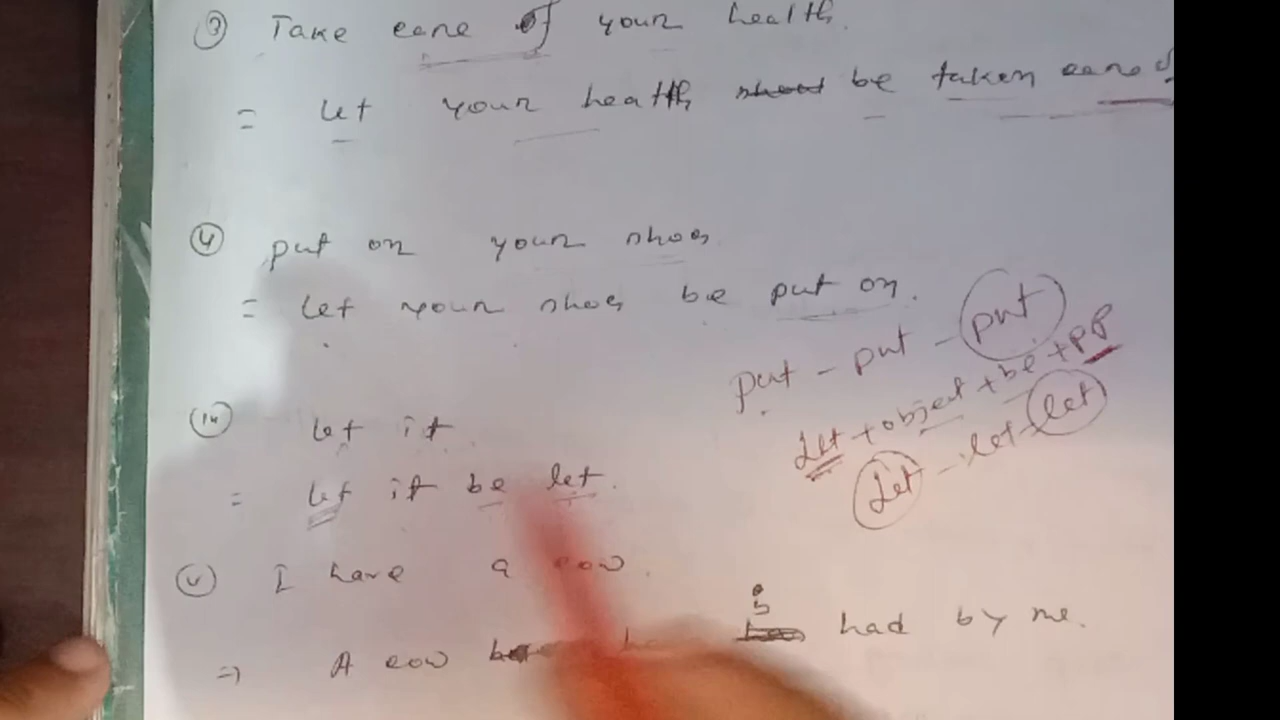 ③ Take care of your health.
= Let your health be taken care of
④ put on your shoes
= Let your shoes be put on.
put - put - put
Let + object + be + PP
Let - let - let
Let it.
= Let it be let.
I have a cow.
=> A cow is had by me.